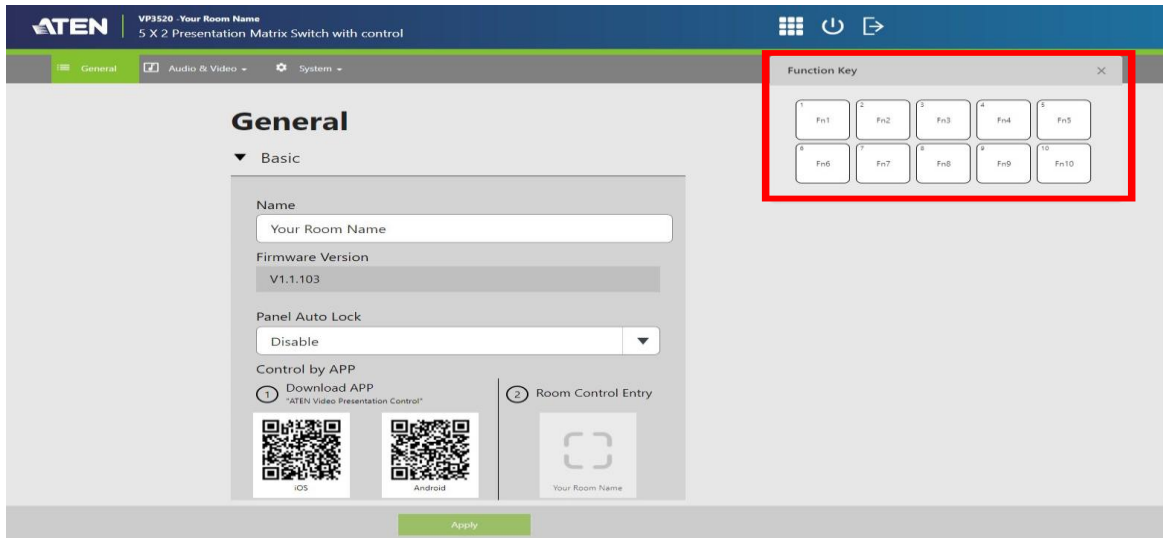 ATEN
VP3520 -Your Room Name
5 X 2 Presentation Matrix Switch with control
General
Audio & Video
System
Function Key
1
Fn1
2
Fn2
3
Fn3
4
Fn4
5
Fn5
6
Fn6
7
Fn7
8
Fn8
9
Fn9
10
Fn10
General
Basic
Name
Your Room Name
Firmware Version
V1.1.103
Panel Auto Lock
Disable
Control by APP
1 Download APP
"ATEN Video Presentation Control"
iOS
Android
2 Room Control Entry
Your Room Name
Apply